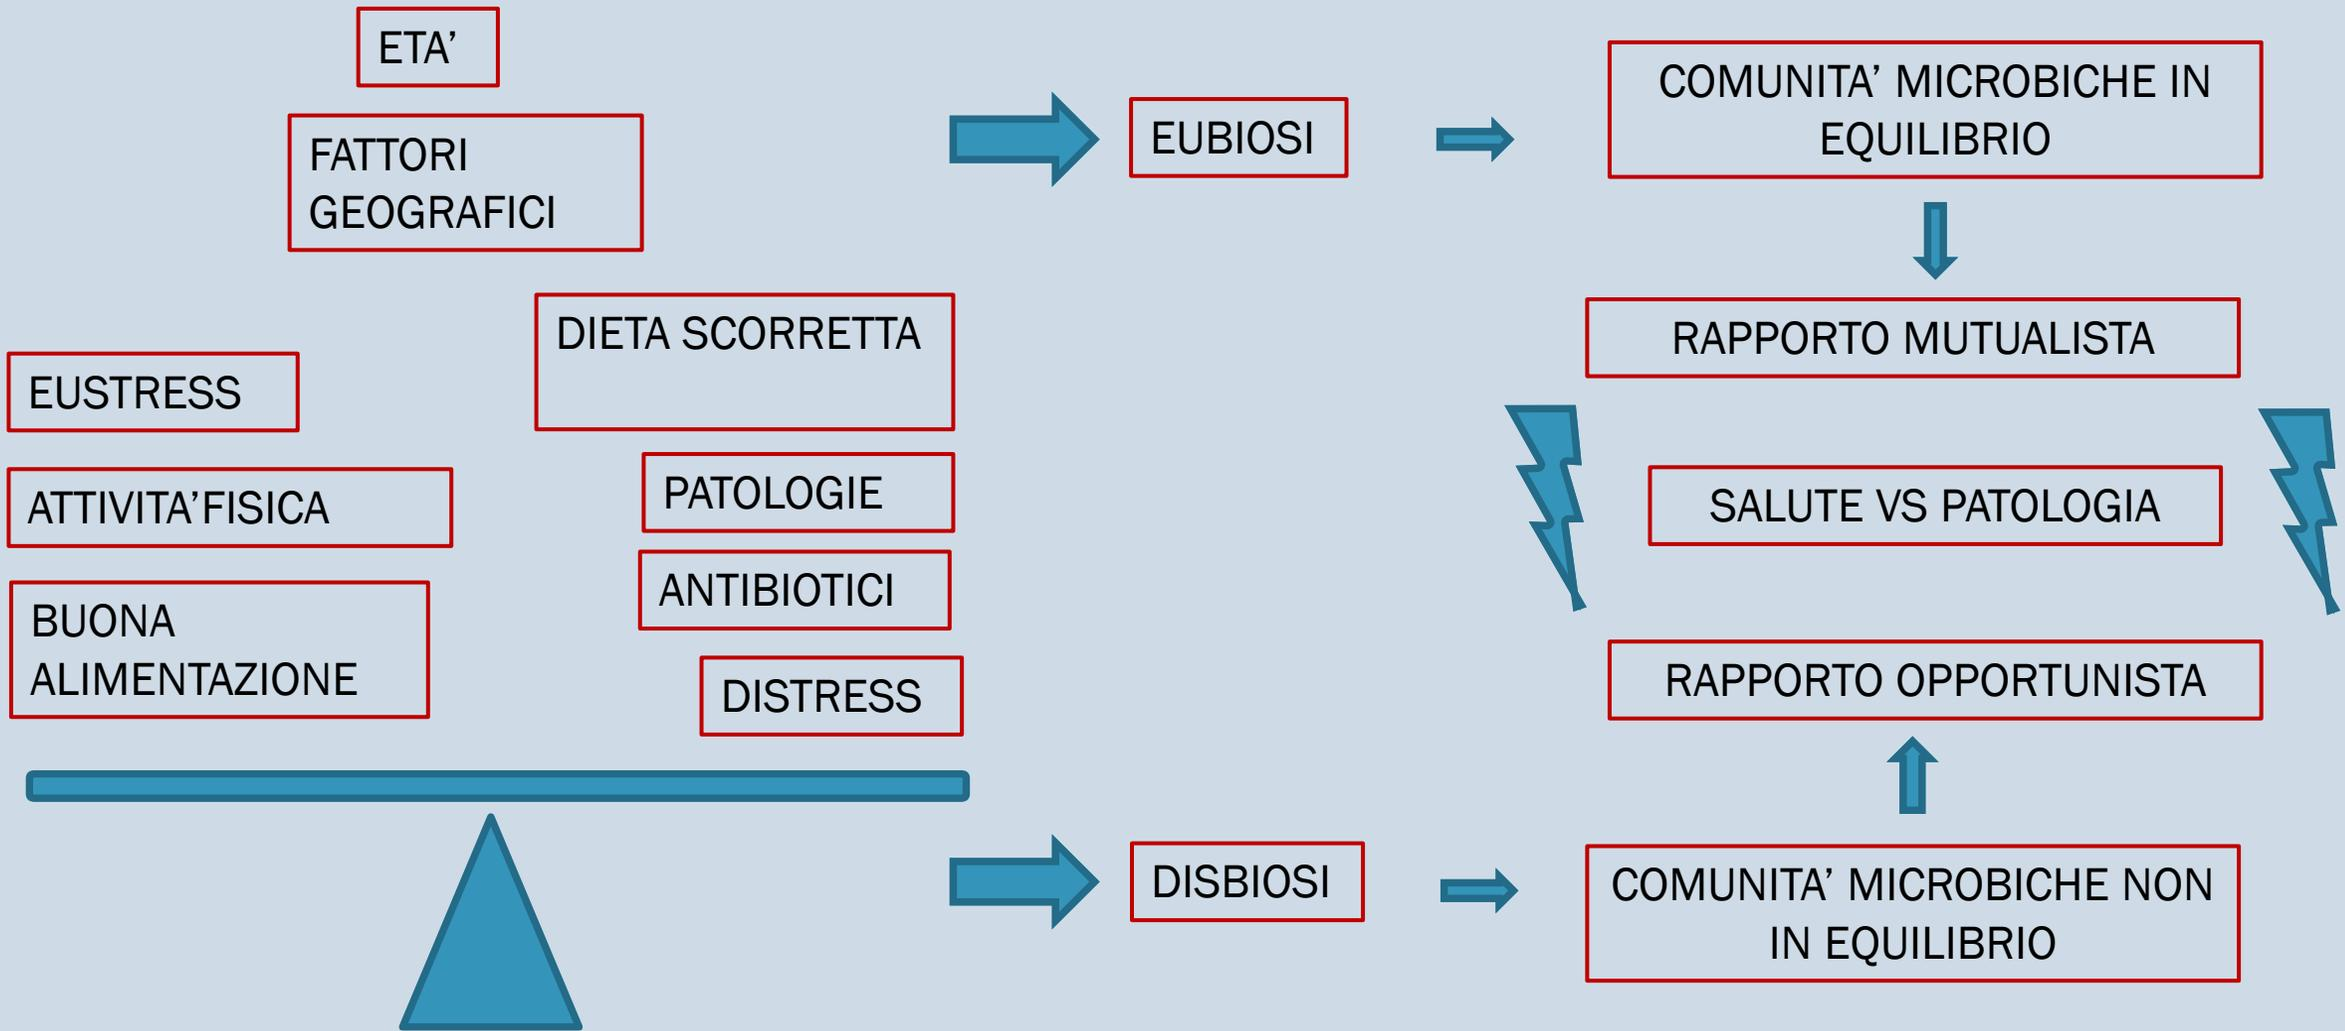 ETA’
FATTORI
GEOGRAFICI
DIETA SCORRETTA
EUSTRESS
ATTIVITA’FISICA
BUONA
ALIMENTAZIONE
PATOLOGIE
ANTIBIOTICI
DISTRESS
EUBIOSI
COMUNITA’ MICROBICHE IN
EQUILIBRIO
RAPPORTO MUTUALISTA
SALUTE VS PATOLOGIA
RAPPORTO OPPORTUNISTA
DISBIOSI
COMUNITA’ MICROBICHE NON
IN EQUILIBRIO